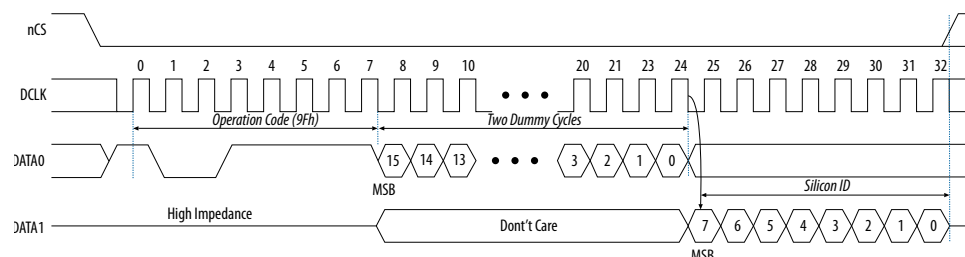 nCS
0 1 2 3 4 5 6 7 8 9 10 20 21 23 24 25 26 27 28 29 30 31 32
DCLK
Operation Code (9Fh) Two Dummy Cycles
DATA0 15 14 13 3 2 1 0
MSB Silicon ID
High Impedance Dont't Care
DATA1 7 6 5 4 3 2 1 0
MSB